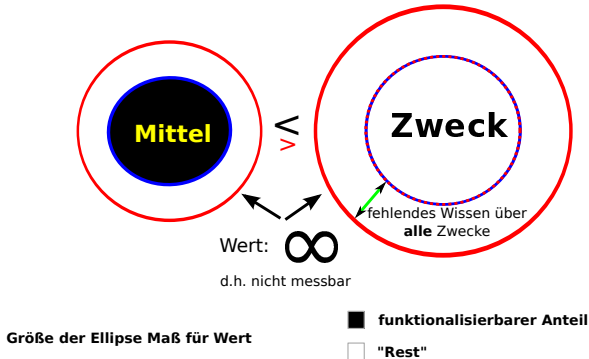 Mittel
<
>
Zweck
fehlendes Wissen über
alle Zwecke
Wert: ∞
d.h. nicht messbar
Größe der Ellipse Maß für Wert
funktionalisierbarer Anteil
"Rest"